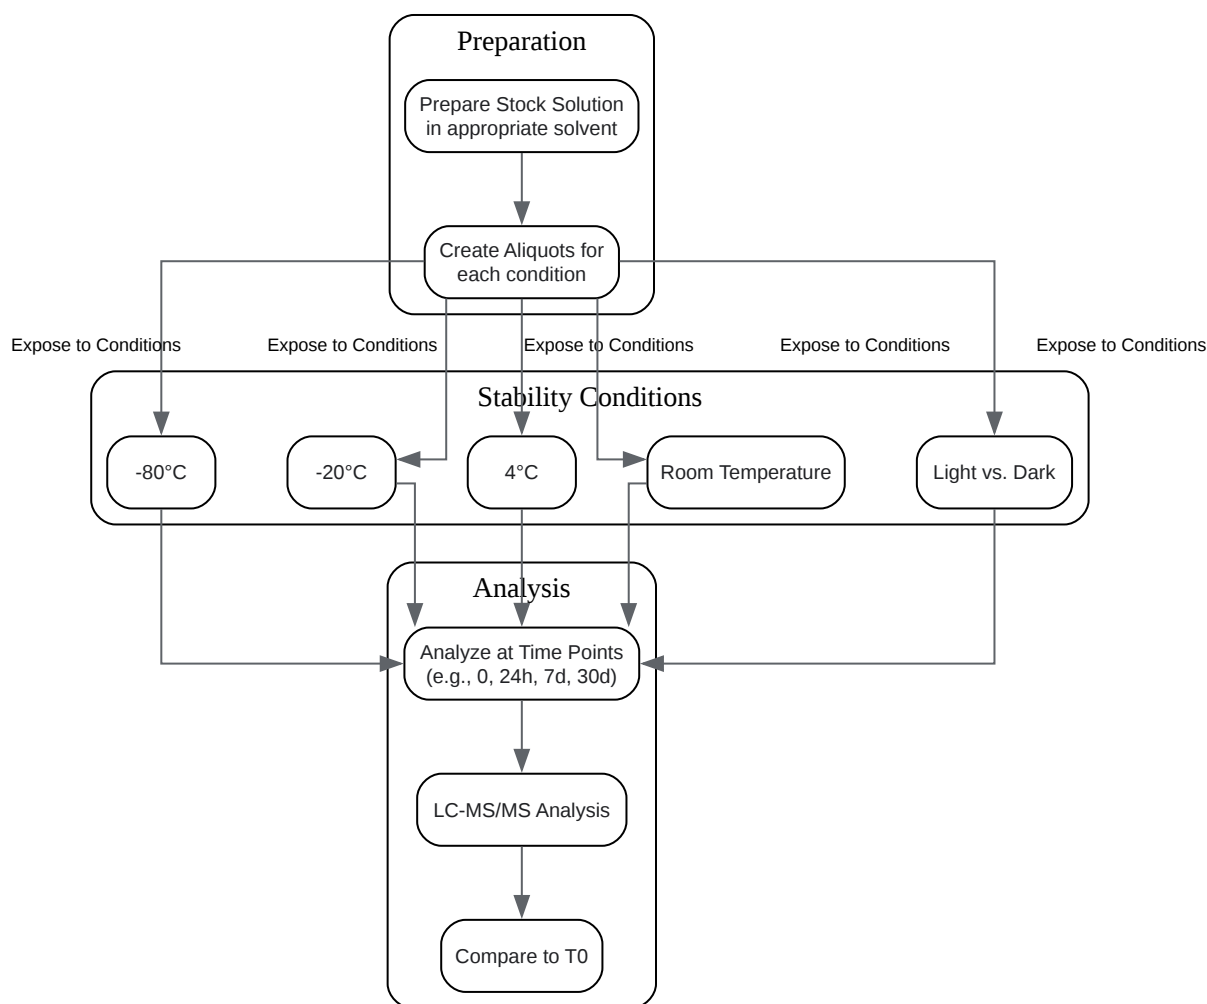 Preparation
Prepare Stock Solution
in appropriate solvent
Create Aliquots for
each condition
Expose to Conditions
Expose to Conditions
Expose to Conditions
Expose to Conditions
Expose to Conditions
Stability Conditions
-80°C
-20°C
4°C
Room Temperature
Light vs. Dark
Analysis
Analyze at Time Points
(e.g., 0, 24h, 7d, 30d)
LC-MS/MS Analysis
Compare to T0